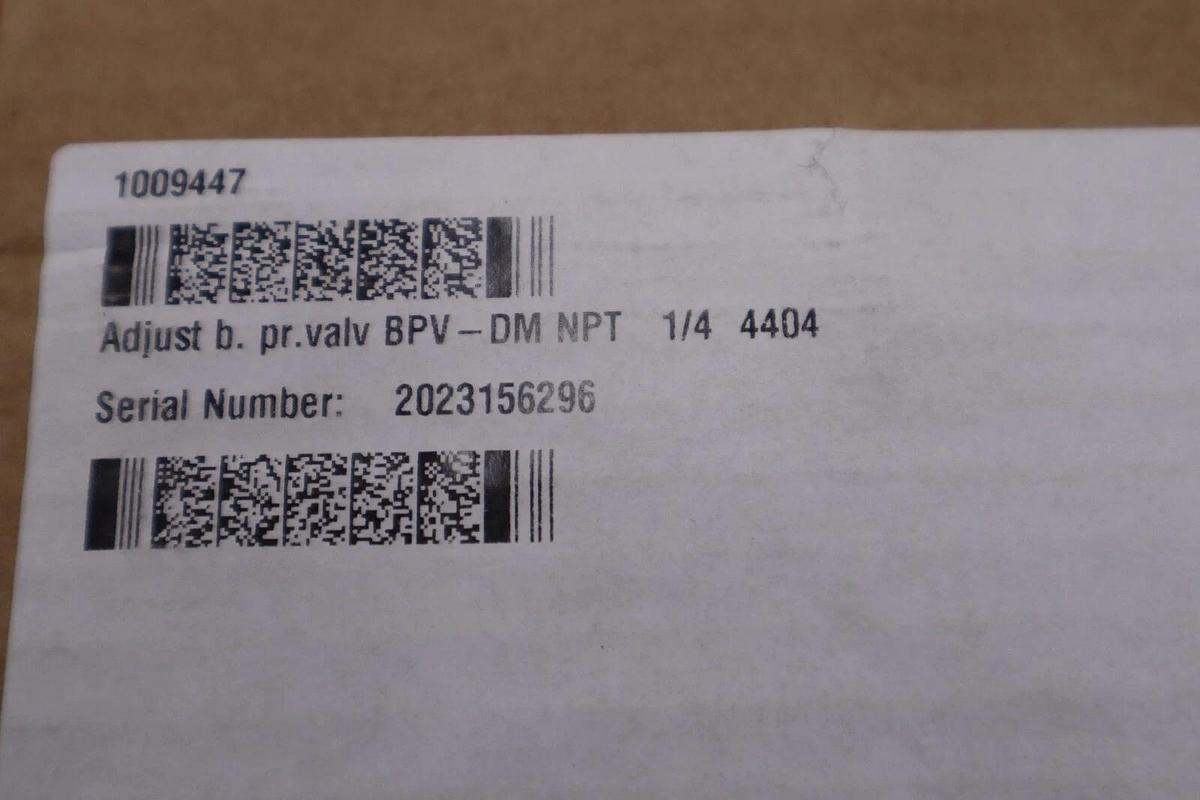 1009447
Adjust b. pr.valv BPV-DM NPT 1/4 4404
Serial Number: 2023156296